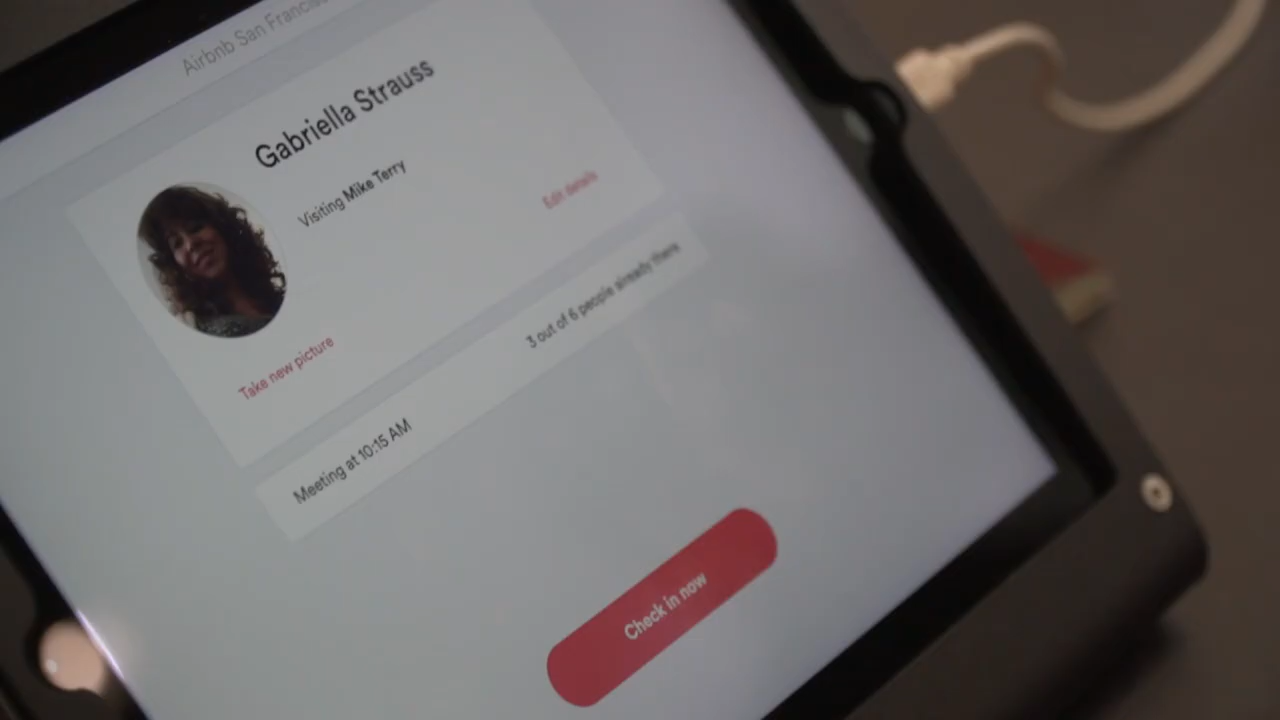 Airbnb San Francisco
Gabriella Strauss
Visiting Mike Terry
Edit details
Take new picture
Meeting at 10:15 AM
3 out of 6 people already there
Check in now